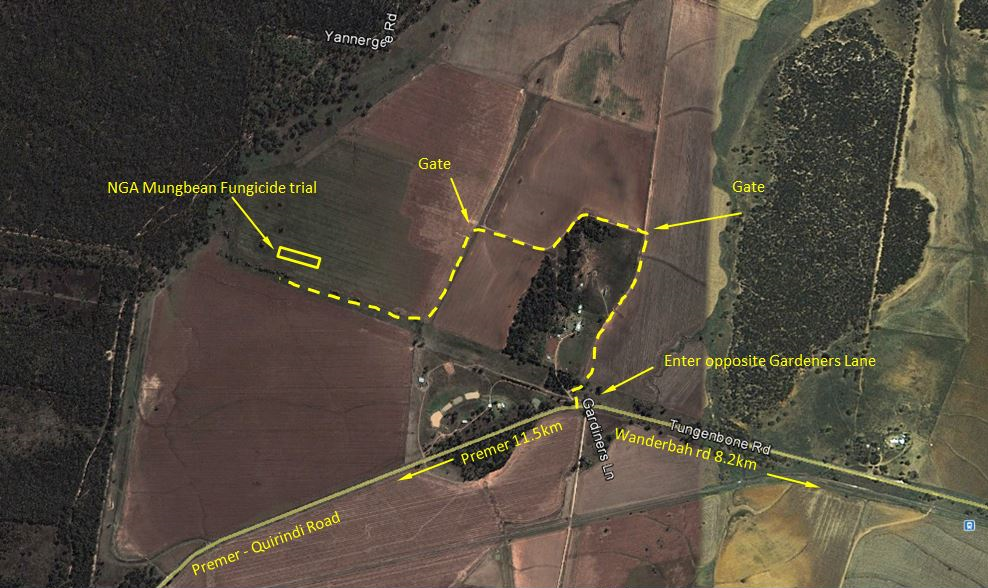 Yannergee Rd
Gate
NGA Mungbean Fungicide trial
Gate
Enter opposite Gardeners Lane
Gardiners Ln
Tungenbone Rd
Premer 11.5km
Wanderbah rd 8.2km
Premer - Quirindi Road